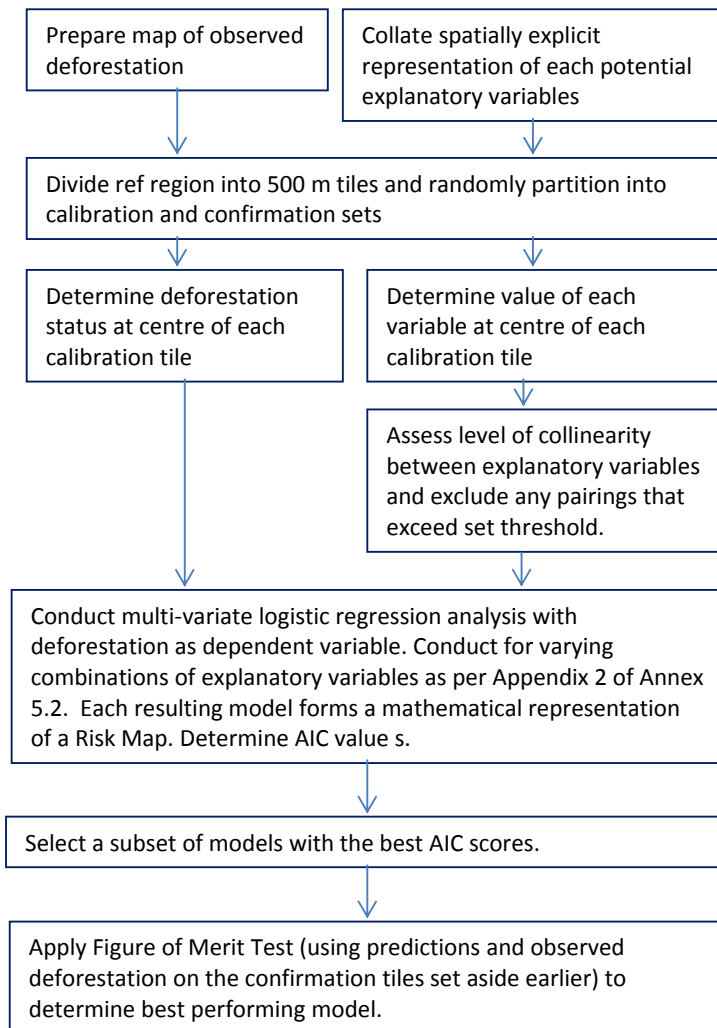 Prepare map of observed
deforestation
Collate spatially explicit
representation of each potential
explanatory variables
Divide ref region into 500 m tiles and randomly partition into
calibration and confirmation sets
Determine deforestation
status at centre of each
calibration tile
Determine value of each
variable at centre of each
calibration tile
Assess level of collinearity
between explanatory variables
and exclude any pairings that
exceed set threshold.
Conduct multi-variate logistic regression analysis with
deforestation as dependent variable. Conduct for varying
combinations of explanatory variables as per Appendix 2 of Annex
5.2.  Each resulting model forms a mathematical representation
of a Risk Map. Determine AIC value s.
Select a subset of models with the best AIC scores.
Apply Figure of Merit Test (using predictions and observed
deforestation on the confirmation tiles set aside earlier) to
determine best performing model.